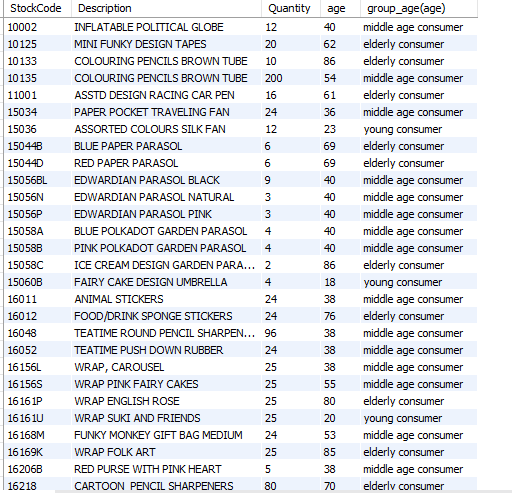 StockCode Description Quantity age group_age(age)
10002 INFLATABLE POLITICAL GLOBE 12 40 middle age consumer
10125 MINI FUNKY DESIGN TAPES 20 62 elderly consumer
10133 COLOURING PENCILS BROWN TUBE 10 86 elderly consumer
10135 COLOURING PENCILS BROWN TUBE 200 54 middle age consumer
11001 ASSTD DESIGN RACING CAR PEN 16 61 elderly consumer
15034 PAPER POCKET TRAVELING FAN 24 36 middle age consumer
15036 ASSORTED COLOURS SILK FAN 12 23 young consumer
15044B BLUE PAPER PARASOL 6 69 elderly consumer
15044D RED PAPER PARASOL 6 69 elderly consumer
15056BL EDWARDIAN PARASOL BLACK 9 40 middle age consumer
15056N EDWARDIAN PARASOL NATURAL 3 40 middle age consumer
15056P EDWARDIAN PARASOL PINK 3 40 middle age consumer
15058A BLUE POLKADOT GARDEN PARASOL 4 40 middle age consumer
15058B PINK POLKADOT GARDEN PARASOL 4 40 middle age consumer
15058C ICE CREAM DESIGN GARDEN PARA... 2 86 elderly consumer
15060B FAIRY CAKE DESIGN UMBRELLA 4 18 young consumer
16011 ANIMAL STICKERS 24 38 middle age consumer
16012 FOOD/DRINK SPONGE STICKERS 24 76 elderly consumer
16048 TEATIME ROUND PENCIL SHARPEN... 96 38 middle age consumer
16052 TEATIME PUSH DOWN RUBBER 24 38 middle age consumer
16156L WRAP, CAROUSEL 25 38 middle age consumer
16156S WRAP PINK FAIRY CAKES 25 55 middle age consumer
16161P WRAP ENGLISH ROSE 25 80 elderly consumer
16161U WRAP SUKI AND FRIENDS 25 20 young consumer
16168M FUNKY MONKEY GIFT BAG MEDIUM 24 53 middle age consumer
16169K WRAP FOLK ART 25 85 elderly consumer
16206B RED PURSE WITH PINK HEART 5 38 middle age consumer
16218 CARTOON PENCIL SHARPENERS 80 70 elderly consumer